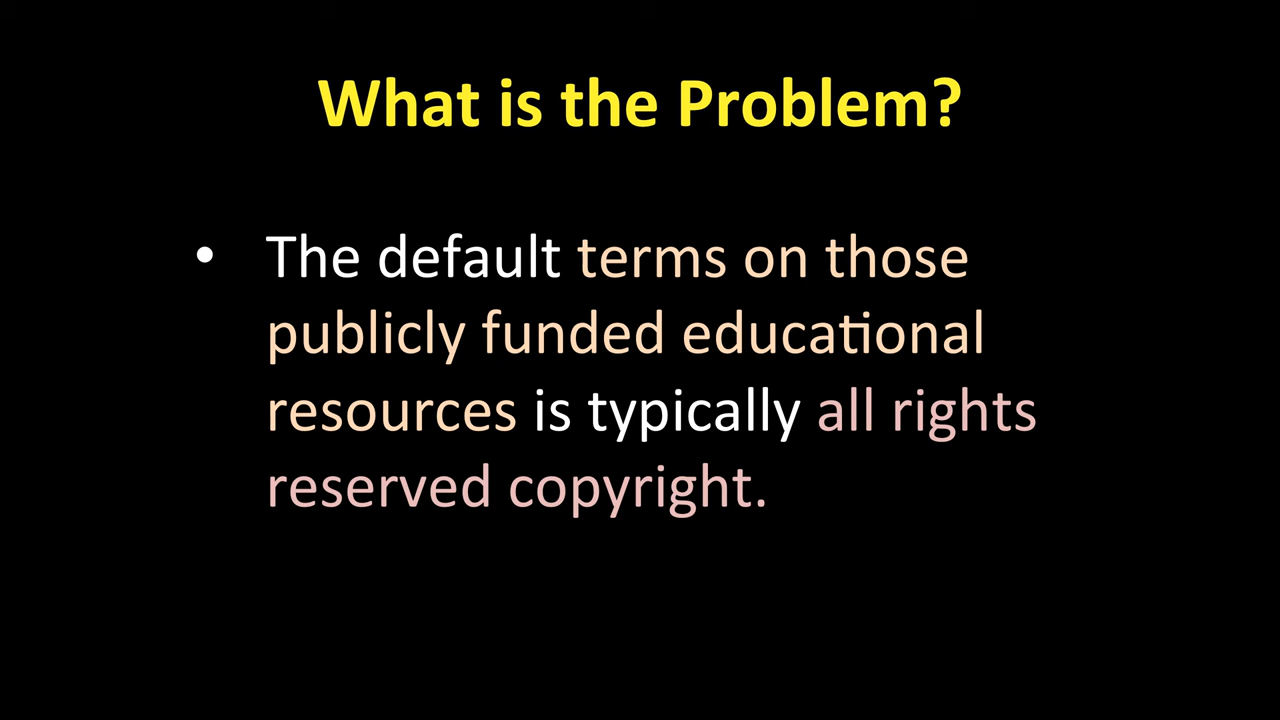 What is the Problem?
• The default terms on those
publicly funded educational
resources is typically all rights
reserved copyright.